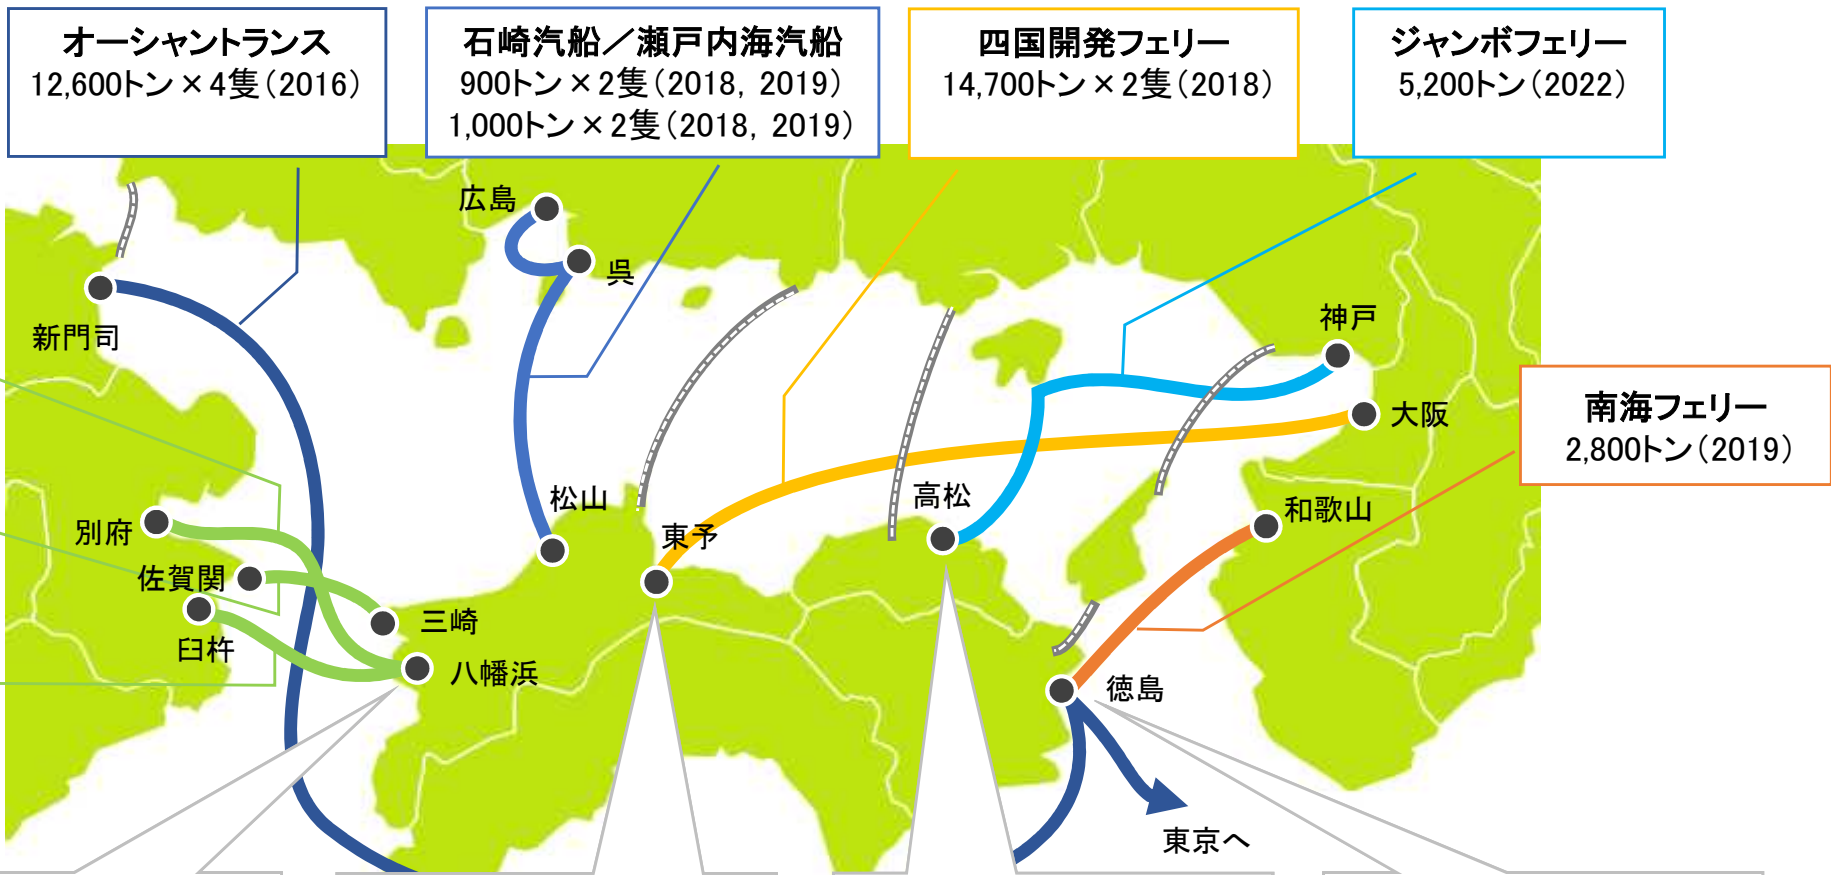 オーシャントランス
12,600トン×4隻(2016)
石崎汽船／瀬戸内海汽船
900トン×2隻(2018, 2019)
1,000トン×2隻(2018, 2019)
四国開発フェリー
14,700トン×2隻(2018)
ジャンボフェリー
5,200トン(2022)
広島
呉
新門司
神戸
大阪
南海フェリー
2,800トン(2019)
松山
高松
和歌山
別府
東予
佐賀関
三崎
臼杵
八幡浜
徳島
東京へ